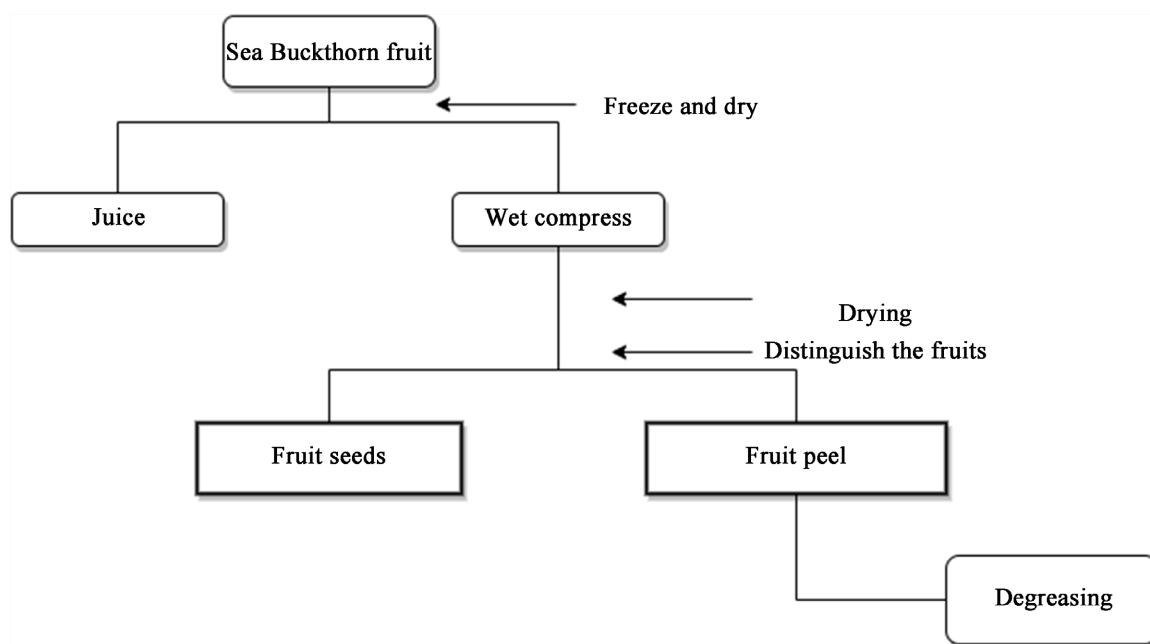 Sea Buckthorn fruit
Freeze and dry
Juice
Wet compress
Drying
Distinguish the fruits
Fruit seeds
Fruit peel
Degreasing